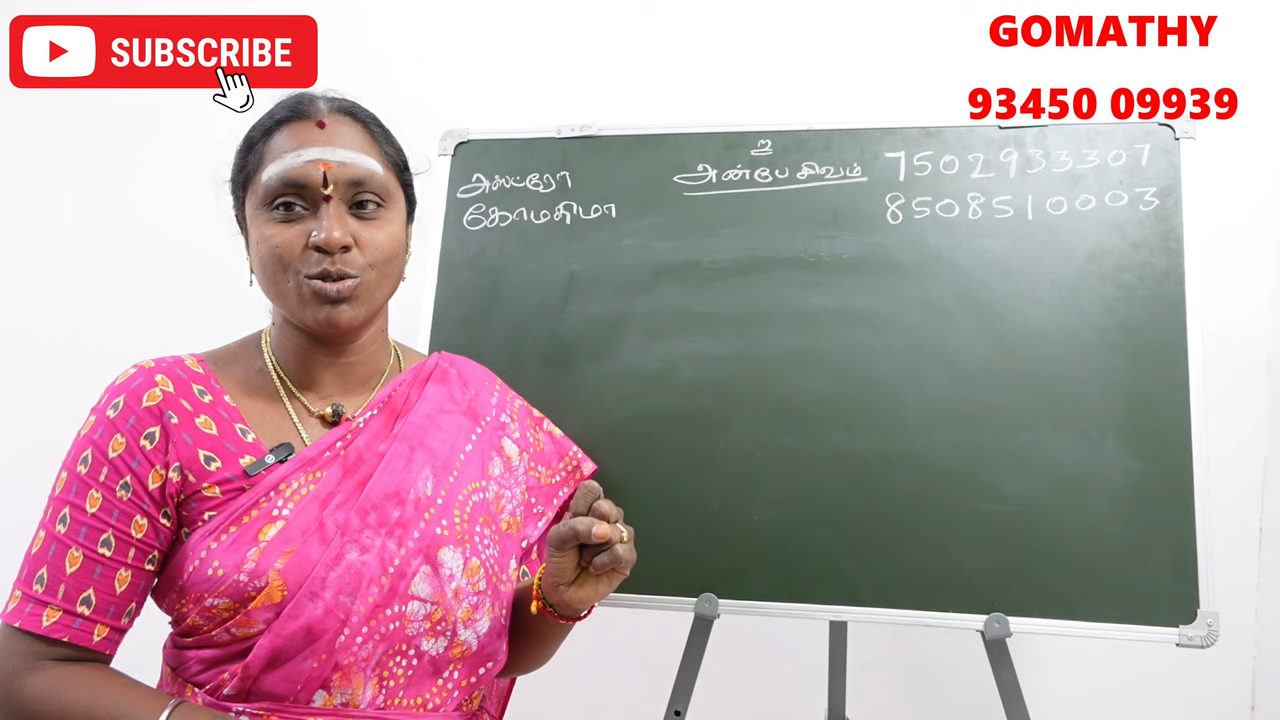 SUBSCRIBE
GOMATHY
93450 09939
உ
அஸ்ட்ரோ
கோமதிமா
அன்பே சிவம்
7502933307
8508510003